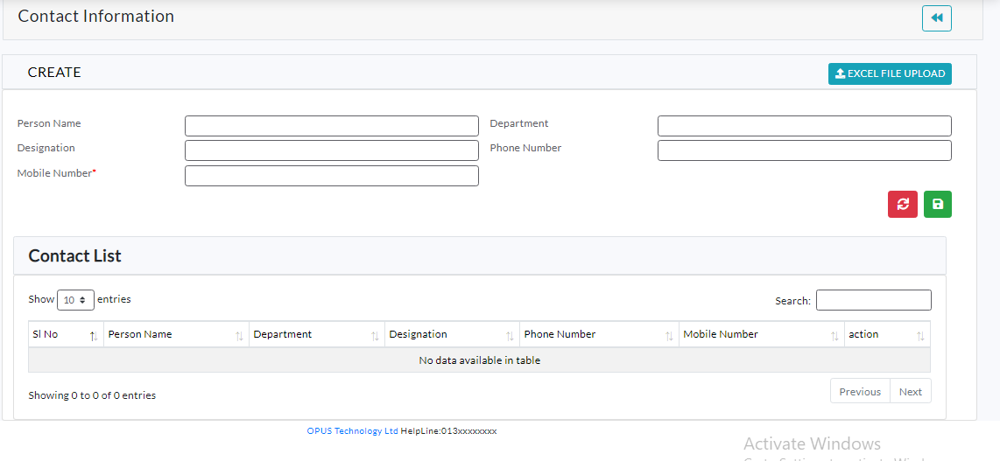 Contact Information
CREATE
EXCEL FILE UPLOAD
Person Name
Department
Designation
Phone Number
Mobile Number*
Contact List
Show 10 entries
Search:
Sl No Person Name Department Designation Phone Number Mobile Number action
No data available in table
Showing 0 to 0 of 0 entries
Previous Next
OPUS Technology Ltd HelpLine:013xxxxxxxx
Activate Windows